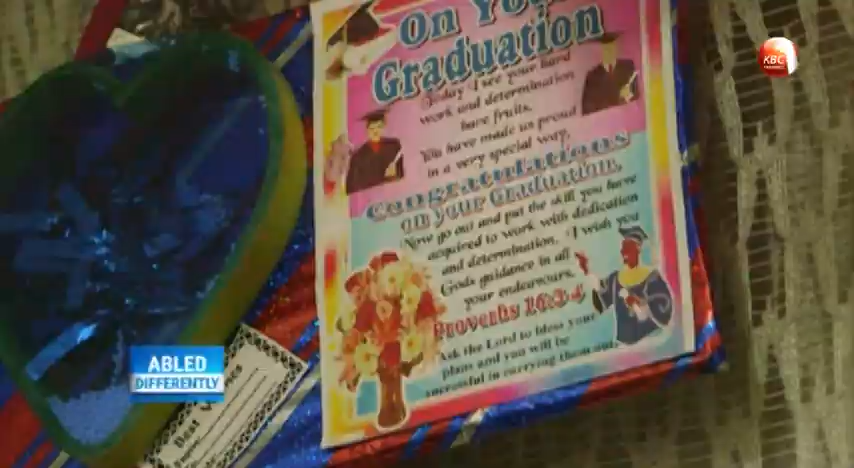 On Your
Graduation
Today I see your hard
work and determination
bare fruits.
You have made us proud
in a very special way.
Congratulations
on your Graduation.
Now go out and put the skill you have
acquired to work with dedication
and determination. I wish you
Gods guidance in all
your endeavours.
Proverbs 16:3-4
Ask the Lord to bless your
plans and you will be
successful in carrying them out
KBC
ABLED
DIFFERENTLY
Best